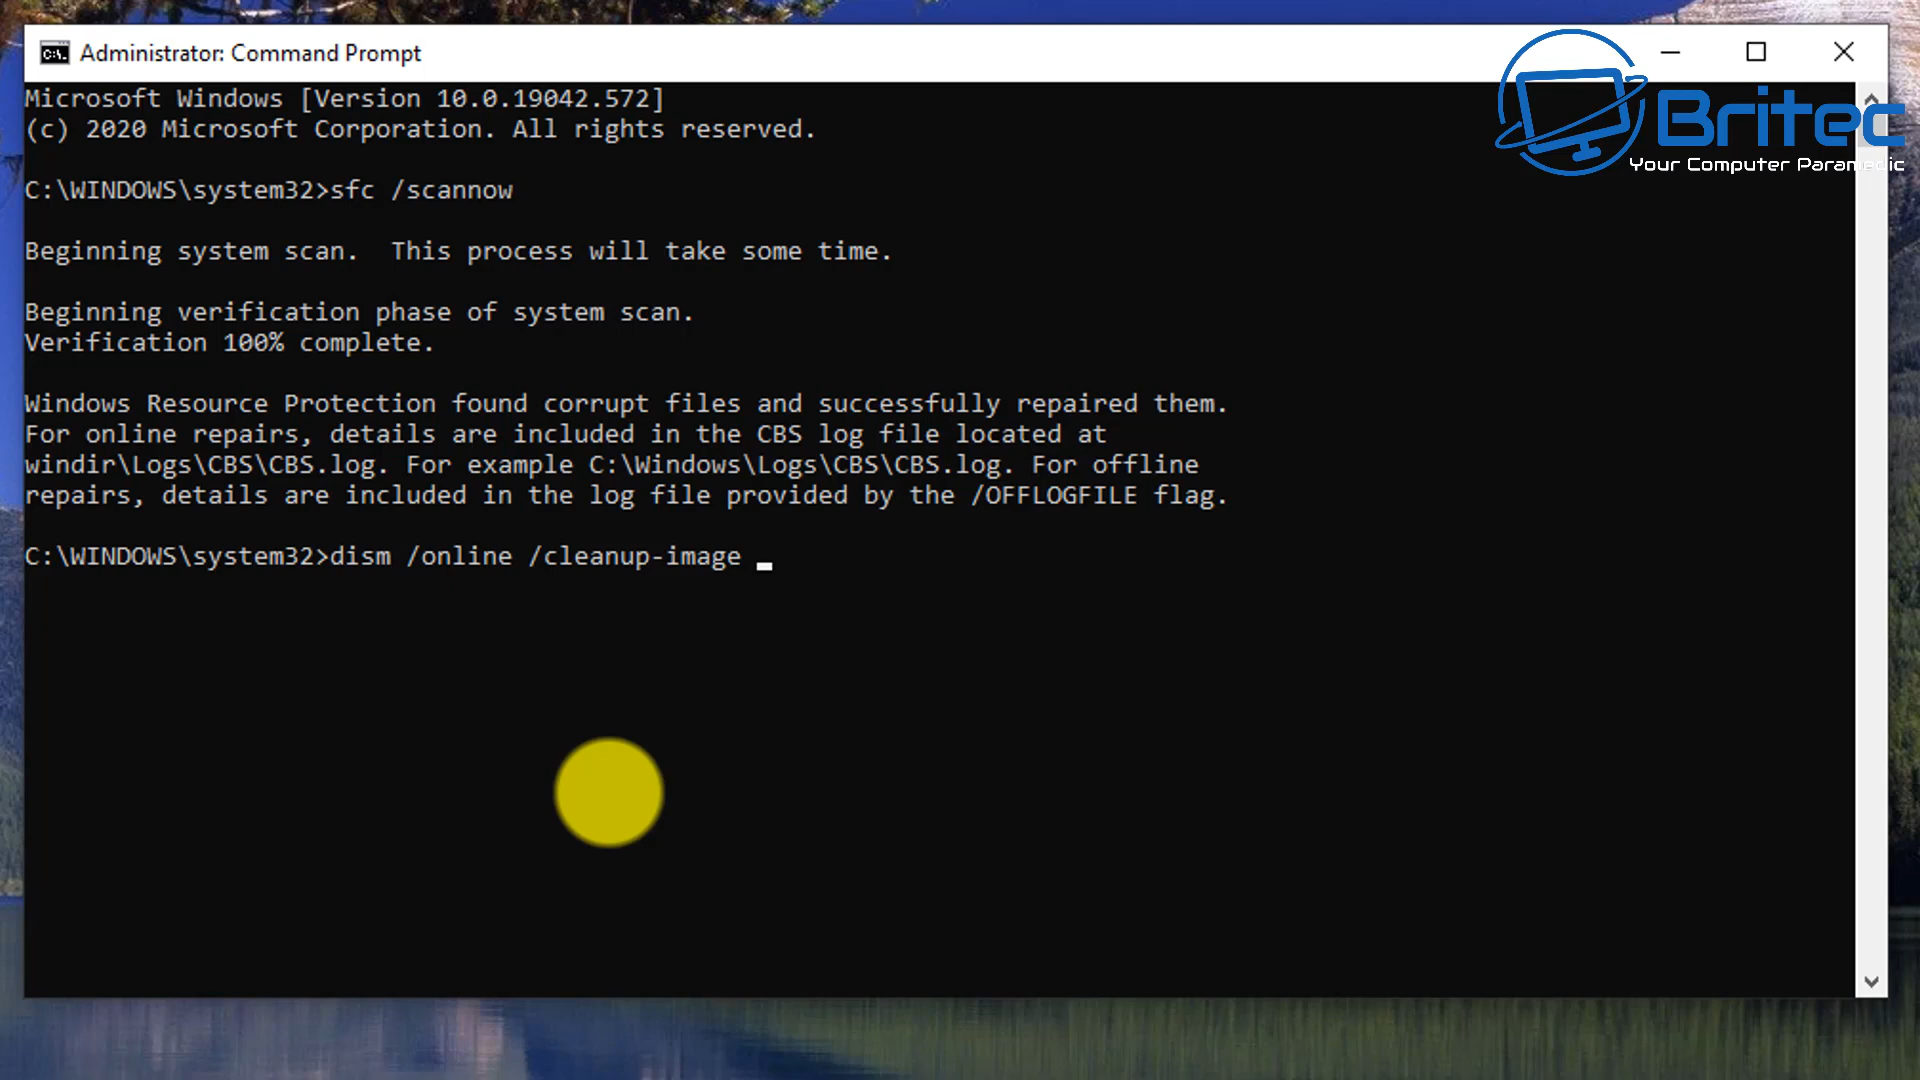 Administrator: Command Prompt
Britec
Your Computer Paramedic
Microsoft Windows [Version 10.0.19042.572]
(c) 2020 Microsoft Corporation. All rights reserved.
C:\WINDOWS\system32>sfc /scannow
Beginning system scan.  This process will take some time.
Beginning verification phase of system scan.
Verification 100% complete.
Windows Resource Protection found corrupt files and successfully repaired them.
For online repairs, details are included in the CBS log file located at
windir\Logs\CBS\CBS.log. For example C:\Windows\Logs\CBS\CBS.log. For offline
repairs, details are included in the log file provided by the /OFFLOGFILE flag.
C:\WINDOWS\system32>dism /online /cleanup-image